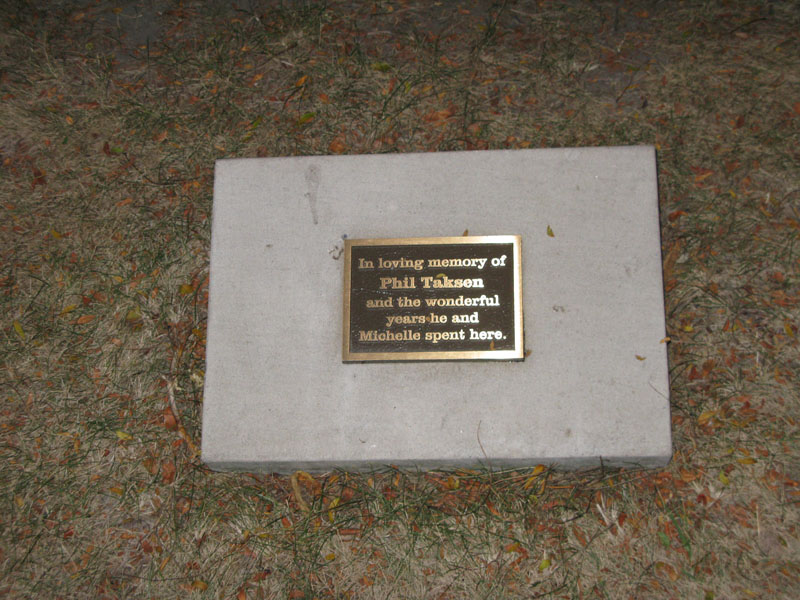 In loving memory of
Phil Taksen
and the wonderful
years he and
Michelle spent here.